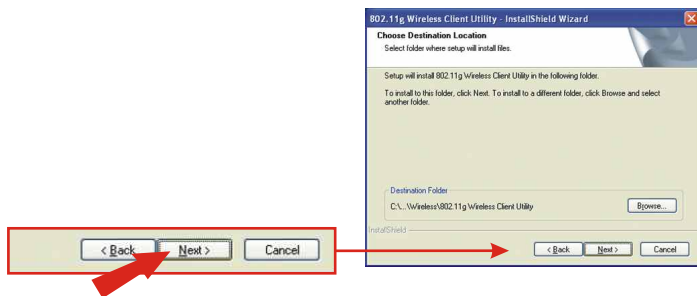 802.11g Wireless Client Utility - InstallShield Wizard
Choose Destination Location
Select folder where setup will install files.
Setup will install 802.11g Wireless Client Utility in the following folder.
To install to this folder, click Next. To install to a different folder, click Browse and select
another folder.
Destination Folder
C:\...\Wireless\802.11g Wireless Client Utility
Browse...
InstallShield
< Back Next > Cancel
< Back Next > Cancel